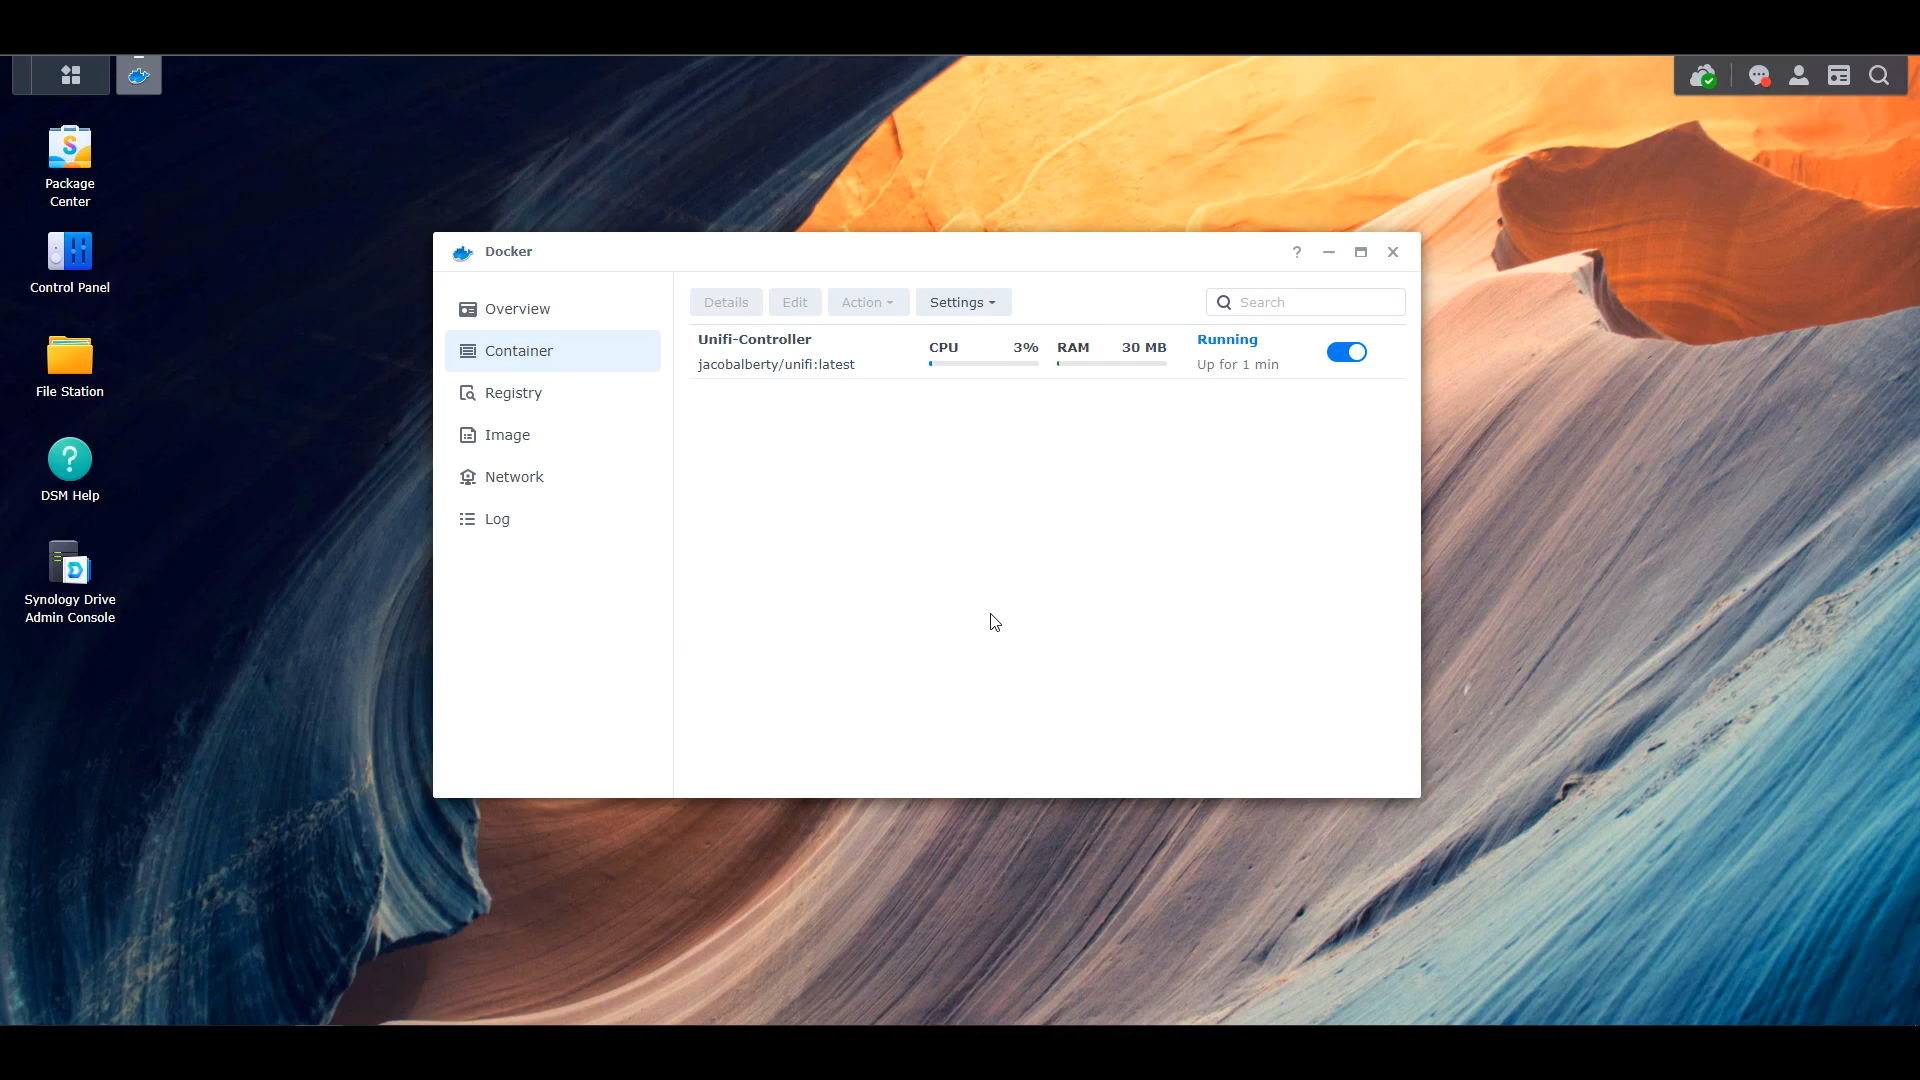 Package
Center
Control Panel
File Station
DSM Help
Synology Drive
Admin Console
Docker
Overview
Container
Registry
Image
Network
Log
Details Edit Action Settings Search
Unifi-Controller
jacobalberty/unifi:latest
CPU 3% RAM 30 MB
Running
Up for 1 min